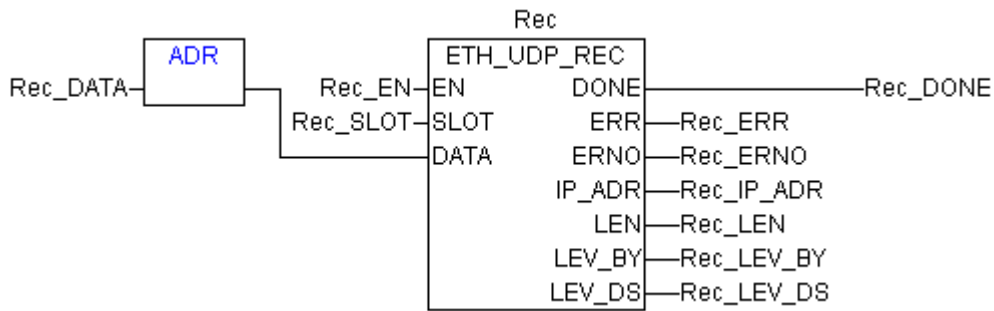 Rec
ADR
ETH_UDP_REC
Rec_DATA
Rec_EN EN DONE Rec_DONE
Rec_SLOT SLOT ERR Rec_ERR
DATA ERNO Rec_ERNO
IP_ADR Rec_IP_ADR
LEN Rec_LEN
LEV_BY Rec_LEV_BY
LEV_DS Rec_LEV_DS